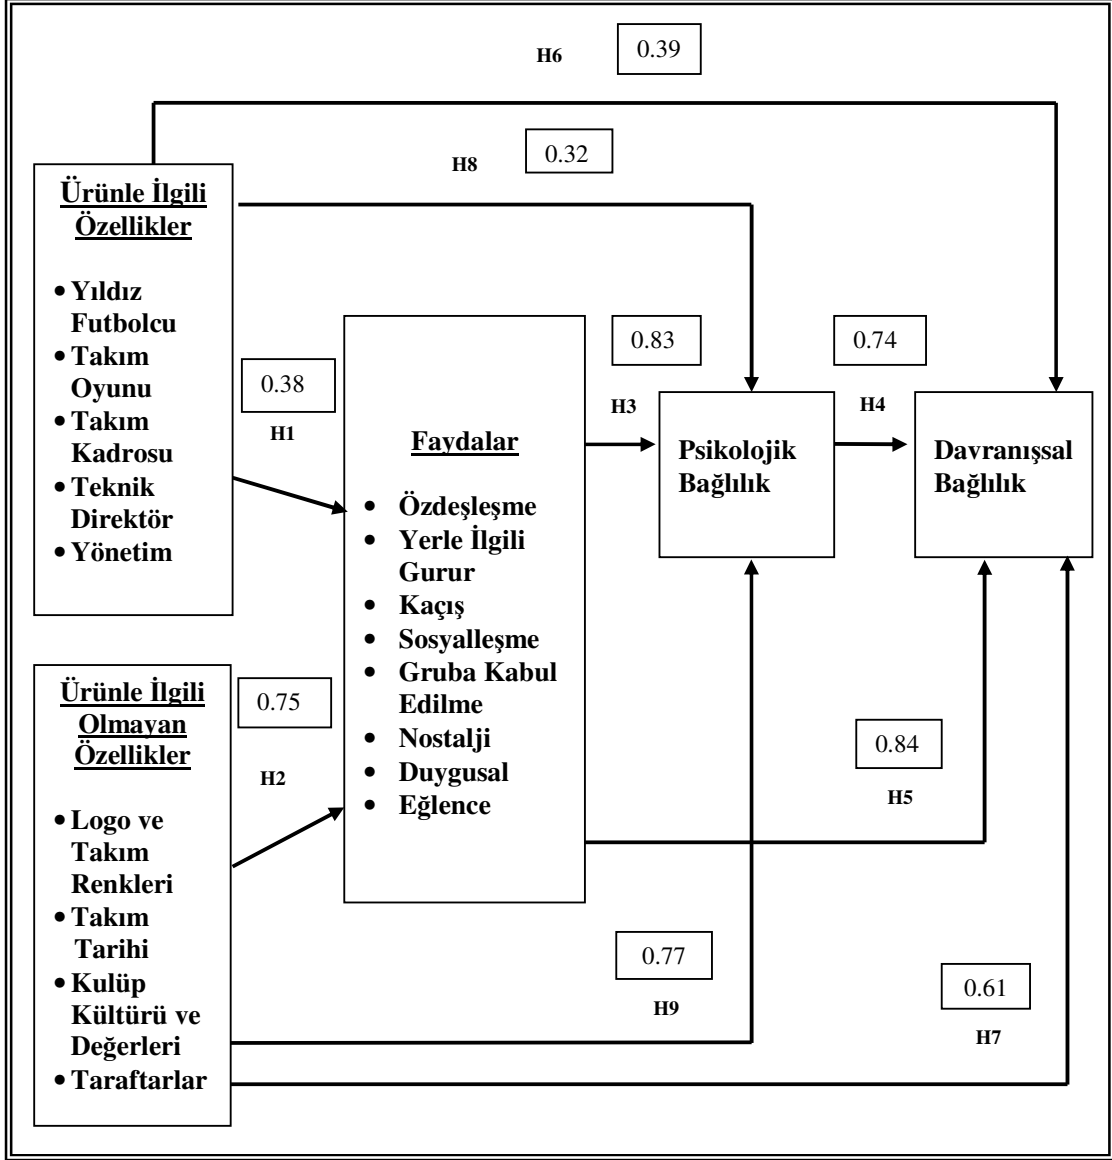 H6
0.39
H8
0.32
Ürünle İlgili
Özellikler
• Yıldız
Futbolcu
• Takım
Oyunu
• Takım
Kadrosu
• Teknik
Direktör
• Yönetim
0.38
H1
Faydalar
• Özdeşleşme
• Yerle İlgili
Gurur
• Kaçış
• Sosyalleşme
• Gruba Kabul
Edilme
• Nostalji
• Duygusal
• Eğlence
0.83
H3
Psikolojik
Bağlılık
0.74
H4
Davranışsal
Bağlılık
Ürünle İlgili
Olmayan
Özellikler
• Logo ve
Takım
Renkleri
• Takım
Tarihi
• Kulüp
Kültürü ve
Değerleri
• Taraftarlar
0.75
H2
0.84
H5
0.77
H9
0.61
H7